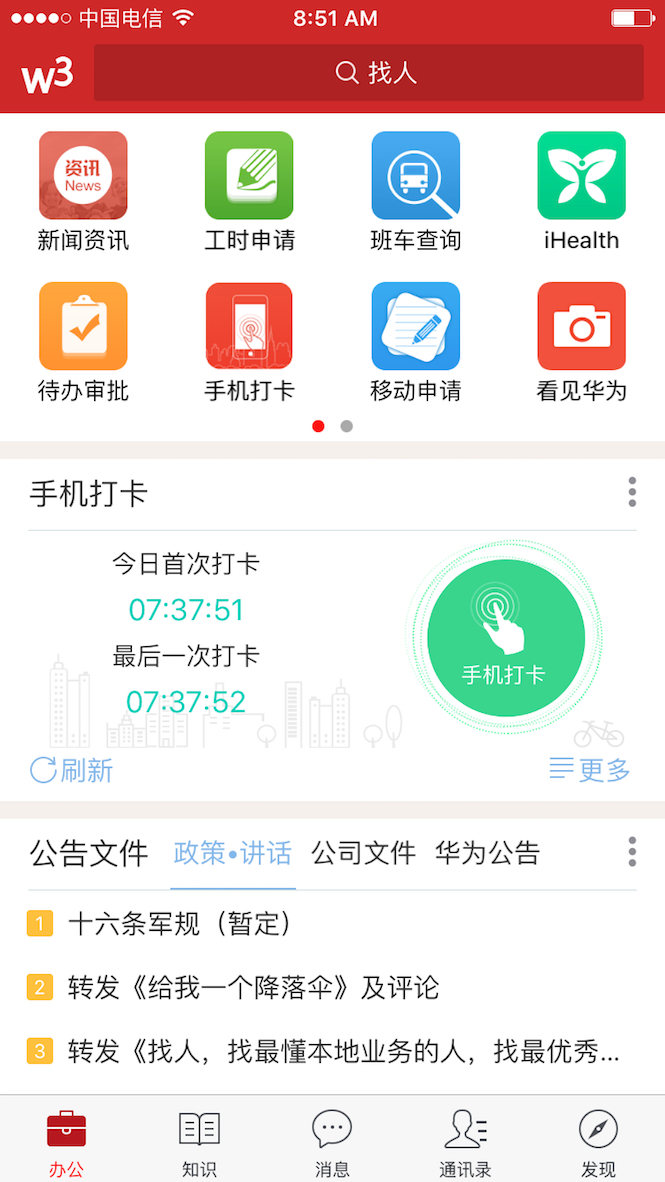 中国电信 8:51 AM
w3 找人
资讯
News
新闻资讯 工时申请 班车查询 iHealth
待办审批 手机打卡 移动申请 看见华为
手机打卡
今日首次打卡
07:37:51
最后一次打卡
07:37:52
手机打卡
刷新 更多
公告文件 政策•讲话 公司文件 华为公告
1 十六条军规（暂定）
2 转发《给我一个降落伞》及评论
3 转发《找人，找最懂本地业务的人，找最优秀...
办公 知识 消息 通讯录 发现